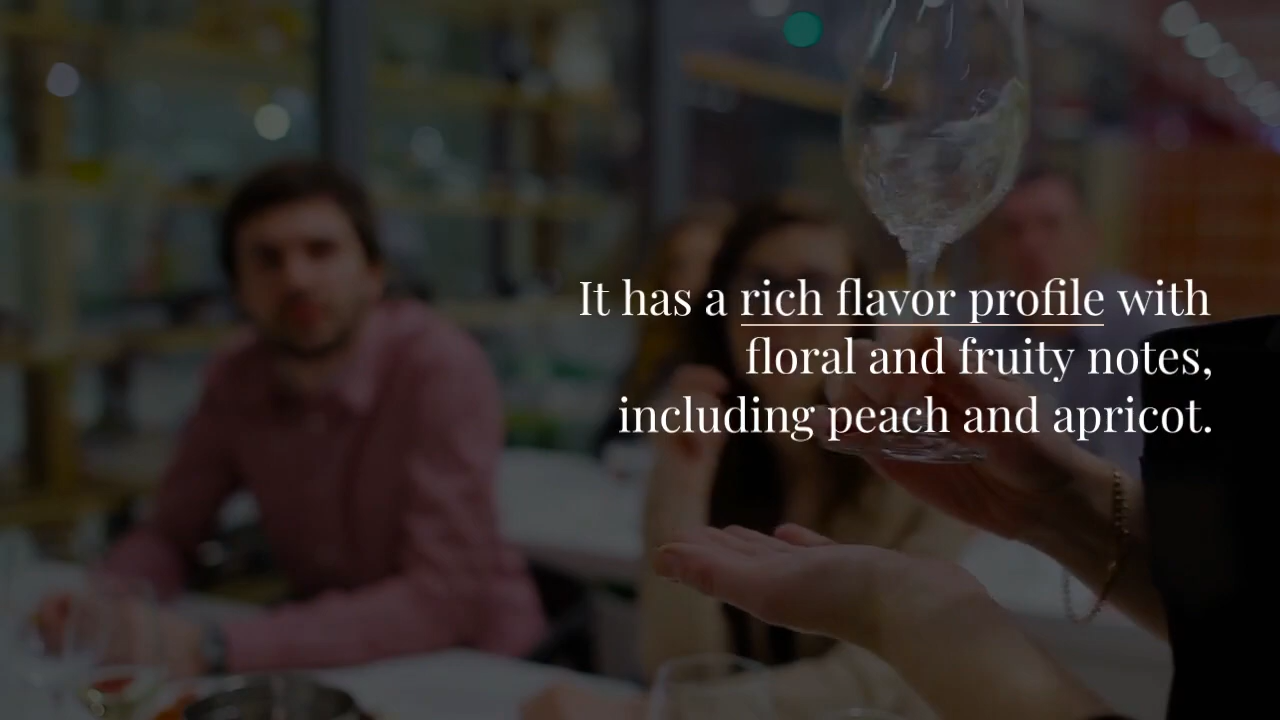 It has a rich flavor profile with
floral and fruity notes,
including peach and apricot.